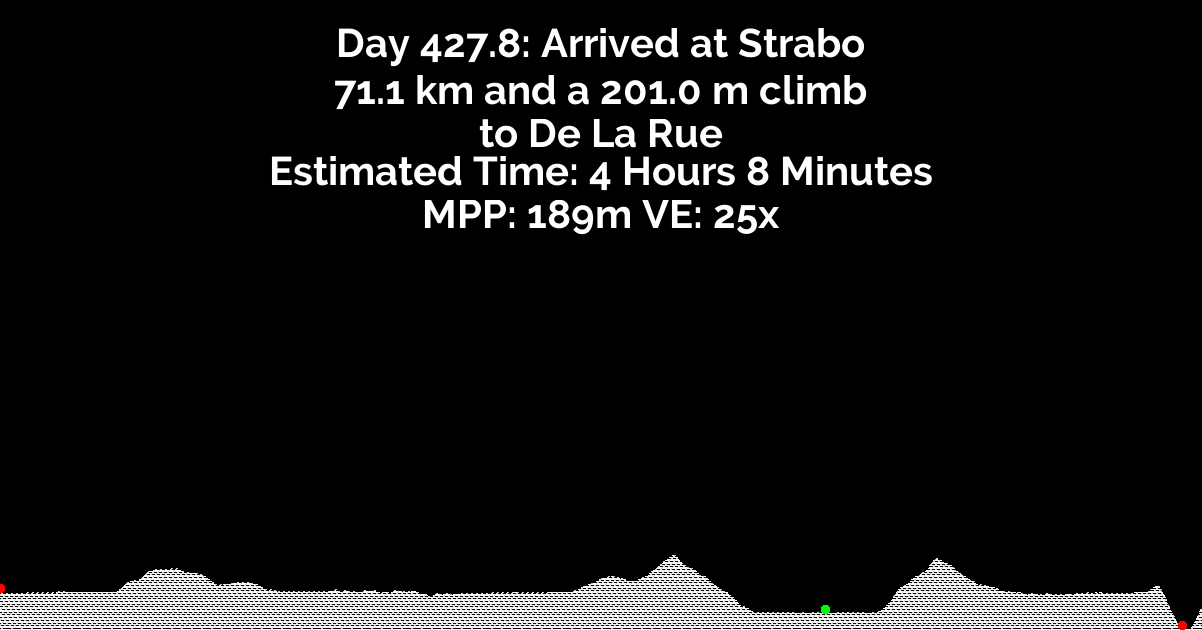 Day 427.8: Arrived at Strabo
71.1 km and a 201.0 m climb
to De La Rue
Estimated Time: 4 Hours 8 Minutes
MPP: 189m VE: 25x